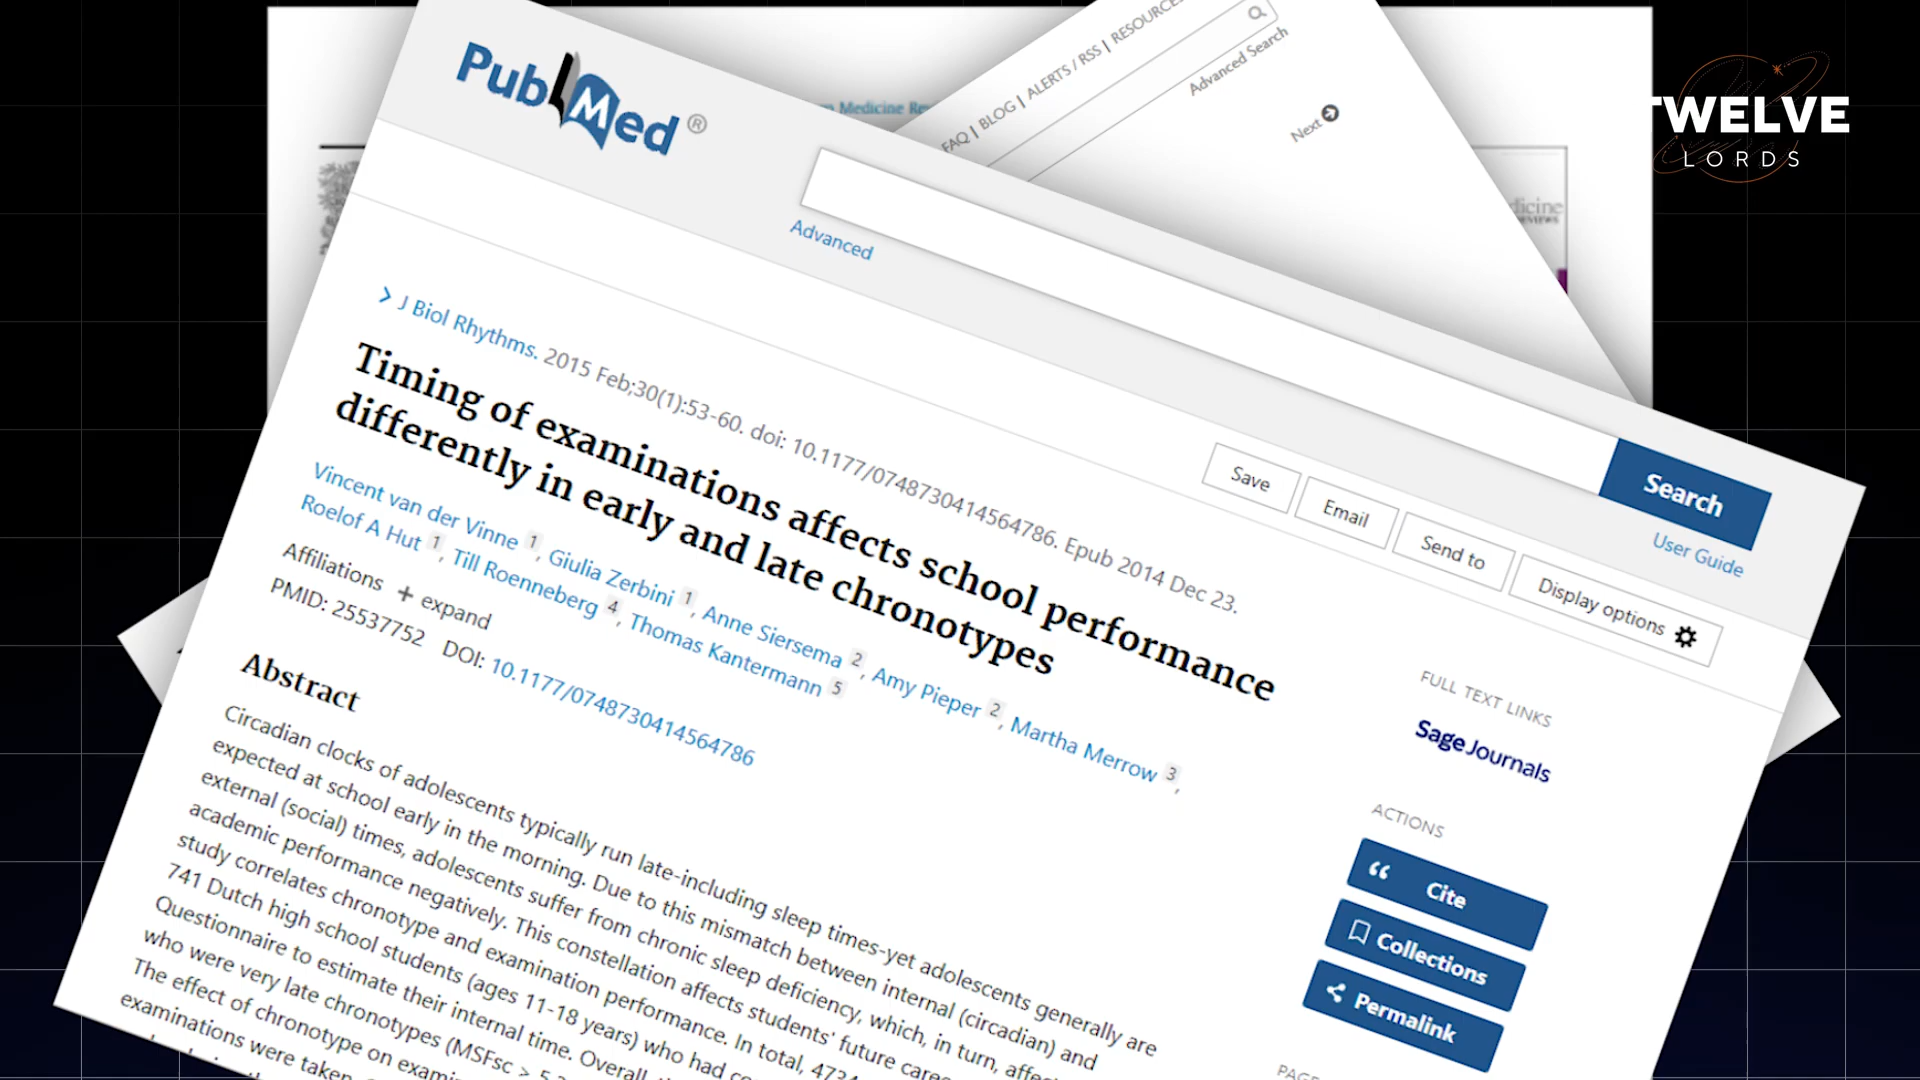 PubMed®
FAQ | BLOG | ALERTS / RSS |
Advanced Search
Next
TWELVE
LORDS
Advanced
Search
User Guide
J Biol Rhythms. 2015 Feb;30(1):53-60. doi: 10.1177/0748730414564786. Epub 2014 Dec 23.
Timing of examinations affects school performance
differently in early and late chronotypes
Vincent van der Vinne 1, Giulia Zerbini 1, Anne Siersema 2, Amy Pieper 2, Martha Merrow 3,
Roelof A Hut 1, Till Roenneberg 4, Thomas Kantermann 5
Affiliations + expand
PMID: 25537752 DOI: 10.1177/0748730414564786
Save
Email
Send to
Display options
FULL TEXT LINKS
Sage Journals
ACTIONS
Cite
Collections
Permalink
Abstract
Circadian clocks of adolescents typically run late-including sleep times-yet adolescents generally are
expected at school early in the morning. Due to this mismatch between internal (circadian) and
external (social) times, adolescents suffer from chronic sleep deficiency, which, in turn,
academic performance negatively. This constellation affects students' future
study correlates chronotype and examination performance. In total,
741 Dutch high school students (ages 11-18 years) who had
Questionnaire to estimate their internal time.
who were very late chronotypes (MSFsc >
The effect of chronotype on
examinations were taken.